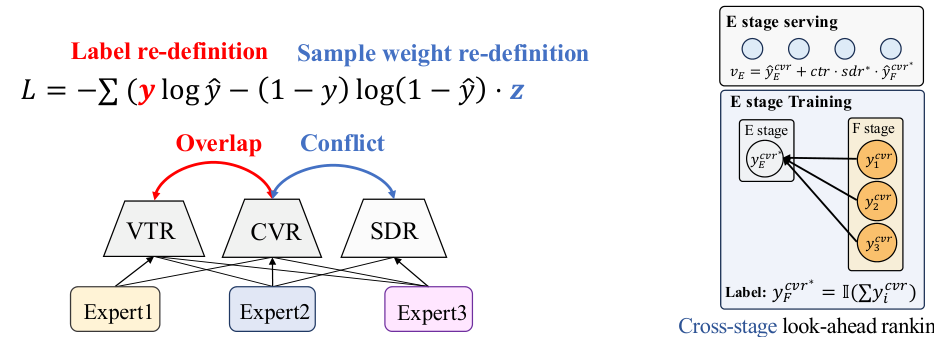 Label re-definition
Sample weight re-definition
L = −∑ (y log ŷ − (1 − y) log(1 − ŷ) · z
Overlap
Conflict
VTR
CVR
SDR
Expert1
Expert2
Expert3
E stage serving
v_E = ŷ_E^{cvr} + ctr · sdr* · ŷ_F^{cvr*}
E stage Training
E stage
F stage
y_E^{cvr*}
y_1^{cvr}
y_2^{cvr}
y_3^{cvr}
Label: y_F^{cvr*} = 𝕀(∑y_i^{cvr})
Cross-stage look-ahead rankin